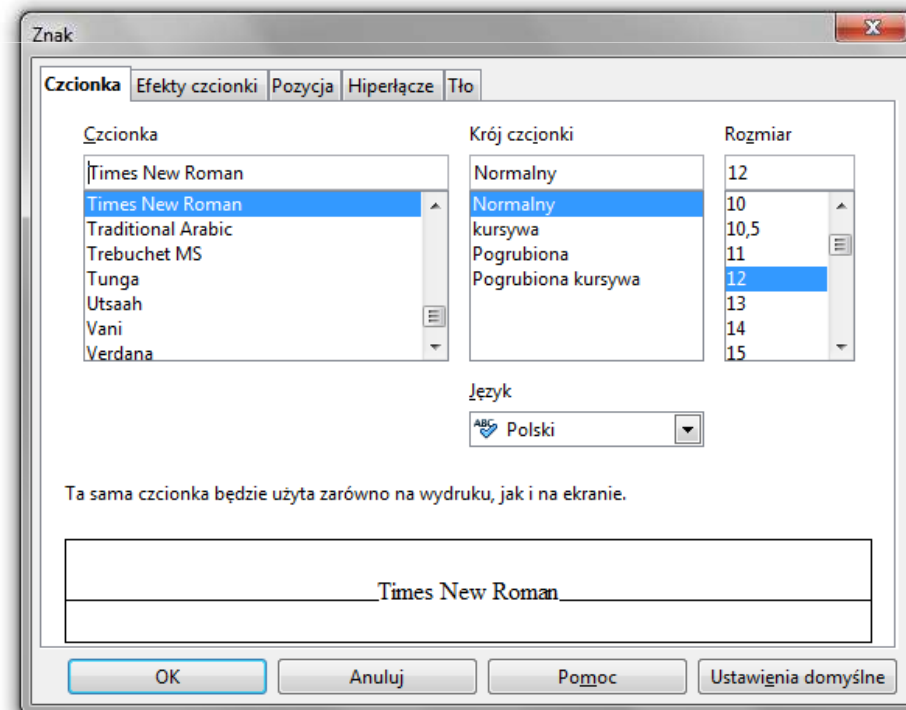 Znak
Czcionka Efekty czcionki Pozycja Hiperłącze Tło
Czcionka
Times New Roman
Times New Roman
Traditional Arabic
Trebuchet MS
Tunga
Utsaah
Vani
Verdana
Krój czcionki
Normalny
Normalny
kursywa
Pogrubiona
Pogrubiona kursywa
Rozmiar
12
10
10,5
11
12
13
14
15
Język
ABC Polski
Ta sama czcionka będzie użyta zarówno na wydruku, jak i na ekranie.
Times New Roman
OK Anuluj Pomoc Ustawienia domyślne